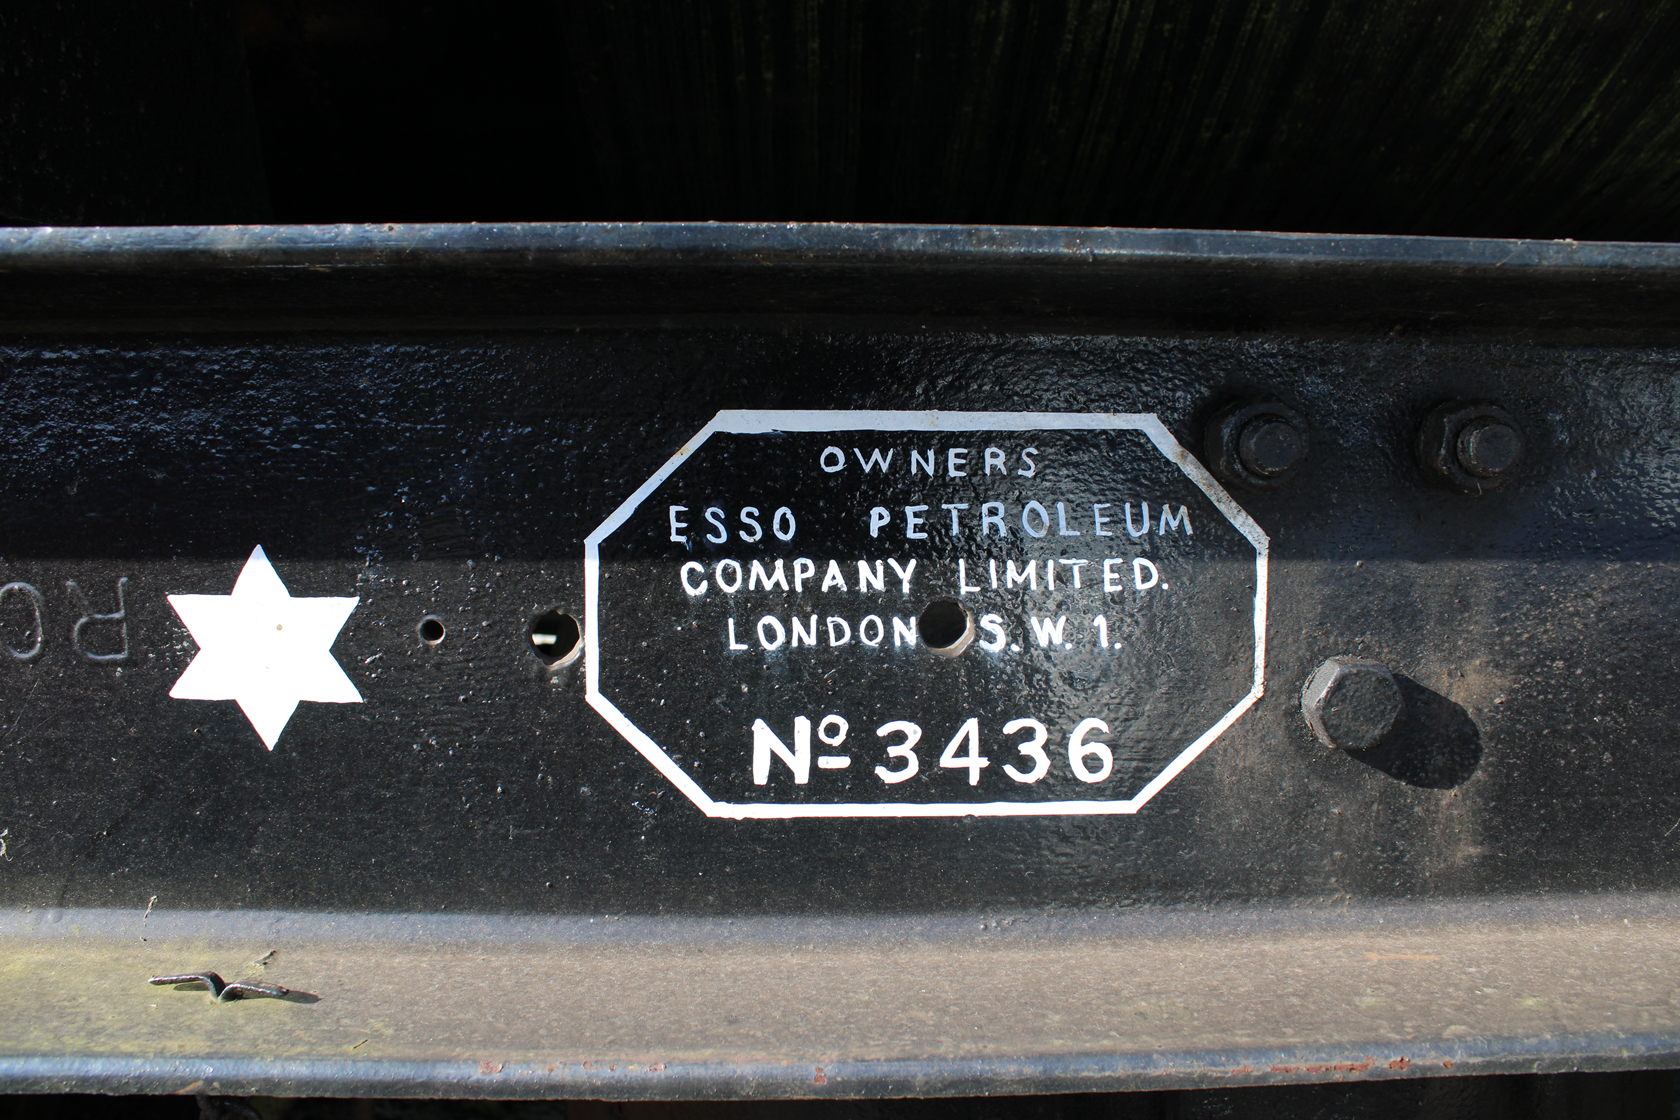 OWNERS
ESSO PETROLEUM
COMPANY LIMITED.
LONDON S.W.1.
Nº 3436